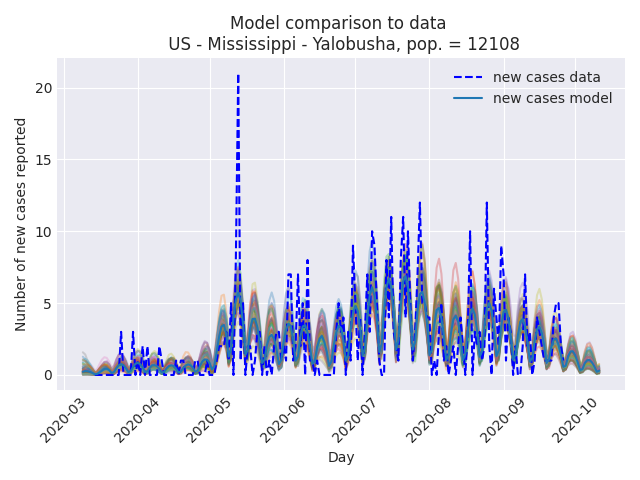 Model comparison to data
US - Mississippi - Yalobusha, pop. = 12108
new cases data
new cases model
Number of new cases reported
20
15
10
5
0
2020-03
2020-04
2020-05
2020-06
2020-07
2020-08
2020-09
2020-10
Day